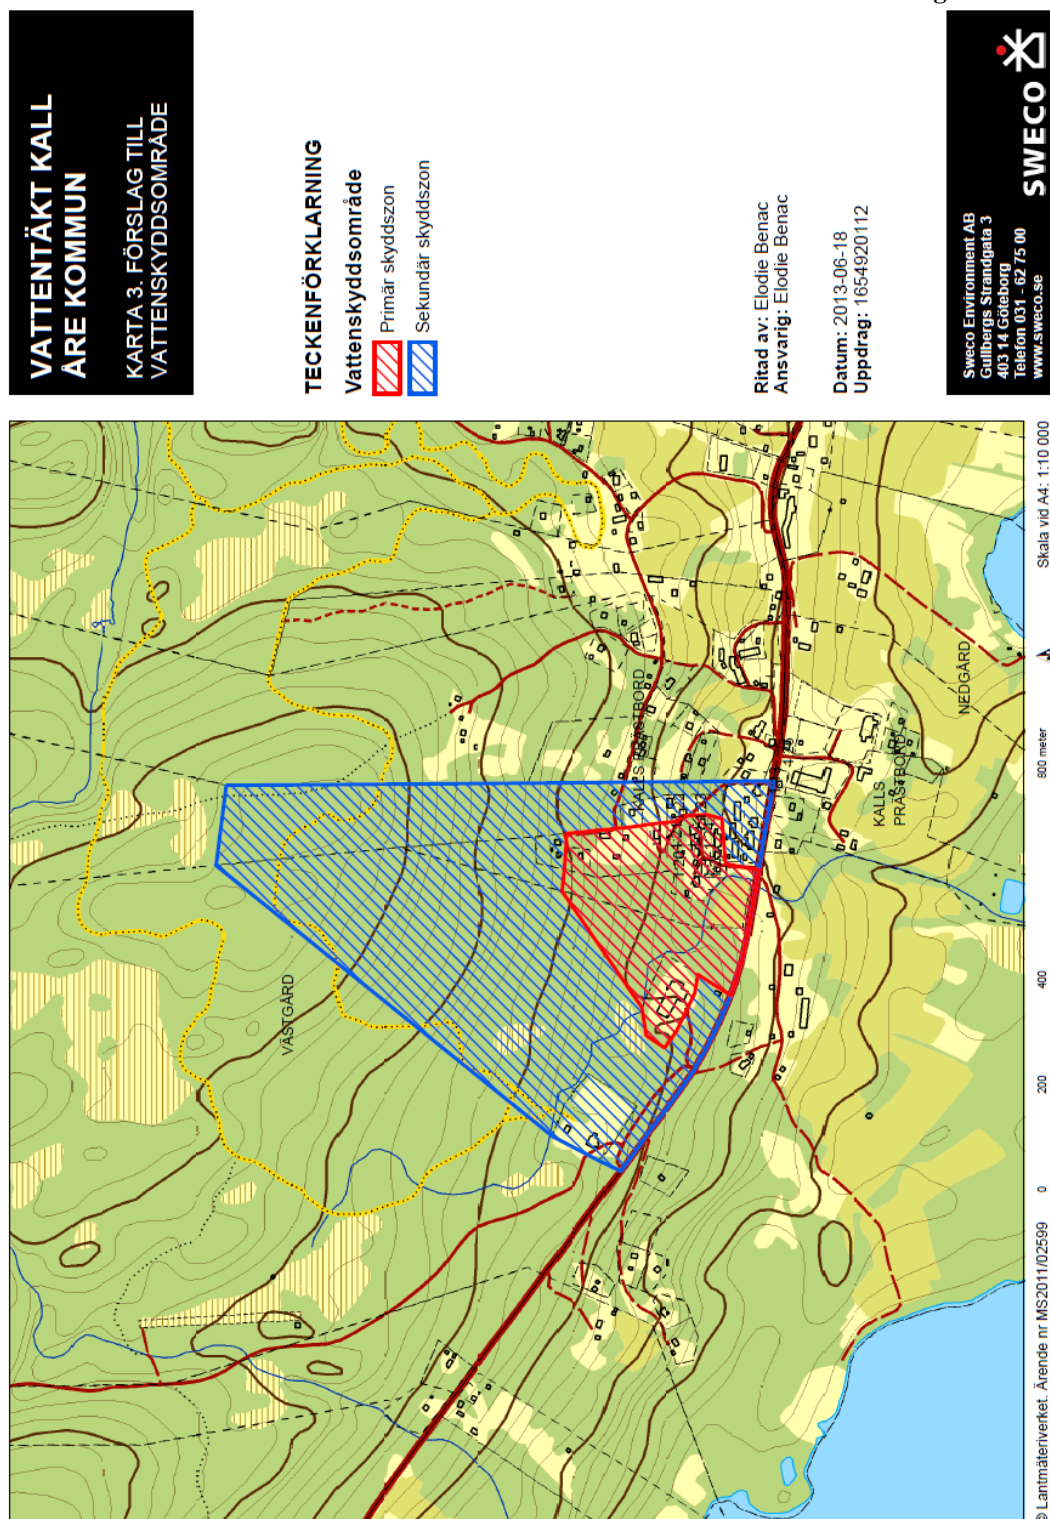 VATTENTÄKT KALL
ÅRE KOMMUN
KARTA 3. FÖRSLAG TILL
VATTENSKYDDSOMRÅDE
TECKENFÖRKLARNING
Vattenskyddsområde
Primär skyddszon
Sekundär skyddszon
Ritad av: Elodie Benac
Ansvarig: Elodie Benac
Datum: 2013-06-18
Uppdrag: 1654920112
Sweco Environment AB
Gullbergs Strandgata 3
403 14 Göteborg
Telefon 031 - 62 75 00
www.sweco.se
SWECO
VÄSTGÅRD
KALLS PRÄSTBORD
KALLS
PRÄSTBORD
NEDGÅRD
© Lantmäteriverket. Ärende nr MS2011/02599
0 200 400 800 meter
Skala vid A4: 1:10 000